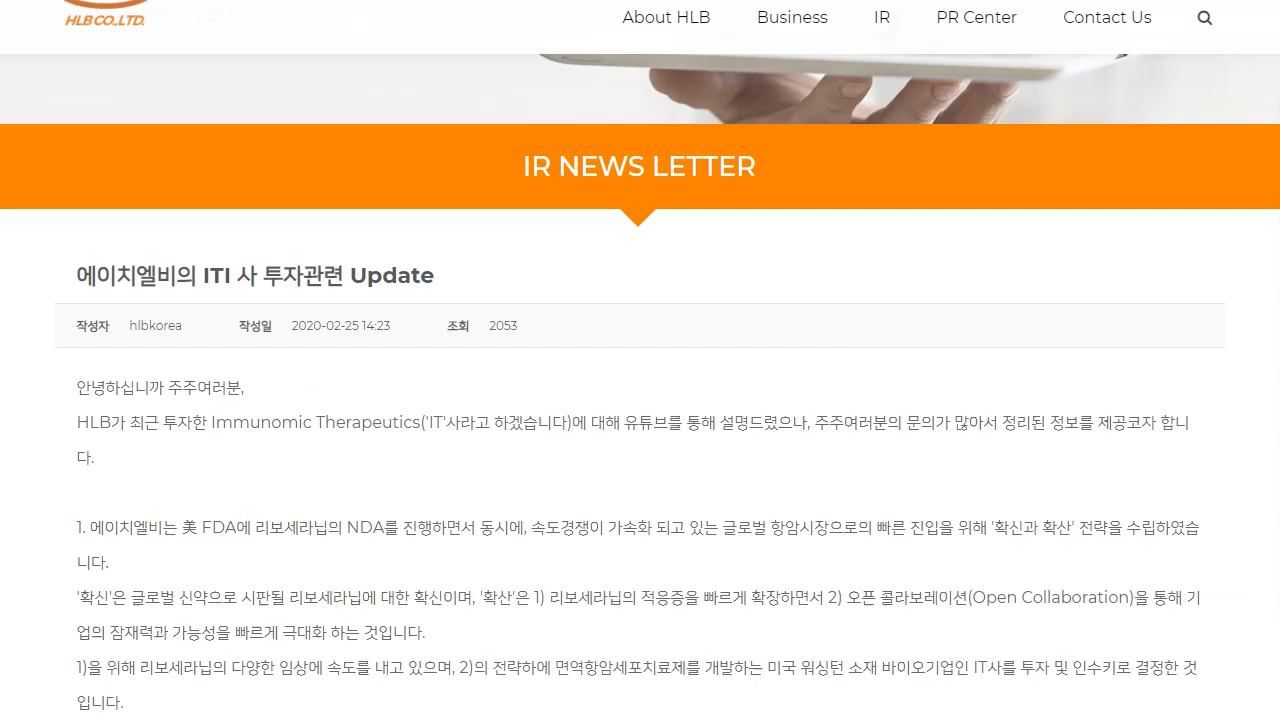 HLB CO.,LTD.
About HLB Business IR PR Center Contact Us
IR NEWS LETTER
에이치엘비의 ITI 사 투자관련 Update
작성자 hlbkorea 작성일 2020-02-25 14:23 조회 2053
안녕하십니까 주주여러분,
HLB가 최근 투자한 Immunomic Therapeutics('IT'사라고 하겠습니다)에 대해 유튜브를 통해 설명드렸으나, 주주여러분의 문의가 많아서 정리된 정보를 제공코자 합니
다.
1. 에이치엘비는 美 FDA에 리보세라닙의 NDA를 진행하면서 동시에, 속도경쟁이 가속화 되고 있는 글로벌 항암시장으로의 빠른 진입을 위해 '확신과 확산' 전략을 수립하였습
니다.
'확신'은 글로벌 신약으로 시판될 리보세라닙에 대한 확신이며, '확산'은 1) 리보세라닙의 적응증을 빠르게 확장하면서 2) 오픈 콜라보레이션(Open Collaboration)을 통해 기
업의 잠재력과 가능성을 빠르게 극대화 하는 것입니다.
1)을 위해 리보세라닙의 다양한 임상에 속도를 내고 있으며, 2)의 전략하에 면역항암세포치료제를 개발하는 미국 워싱턴 소재 바이오기업인 IT사를 투자 및 인수키로 결정한 것
입니다.